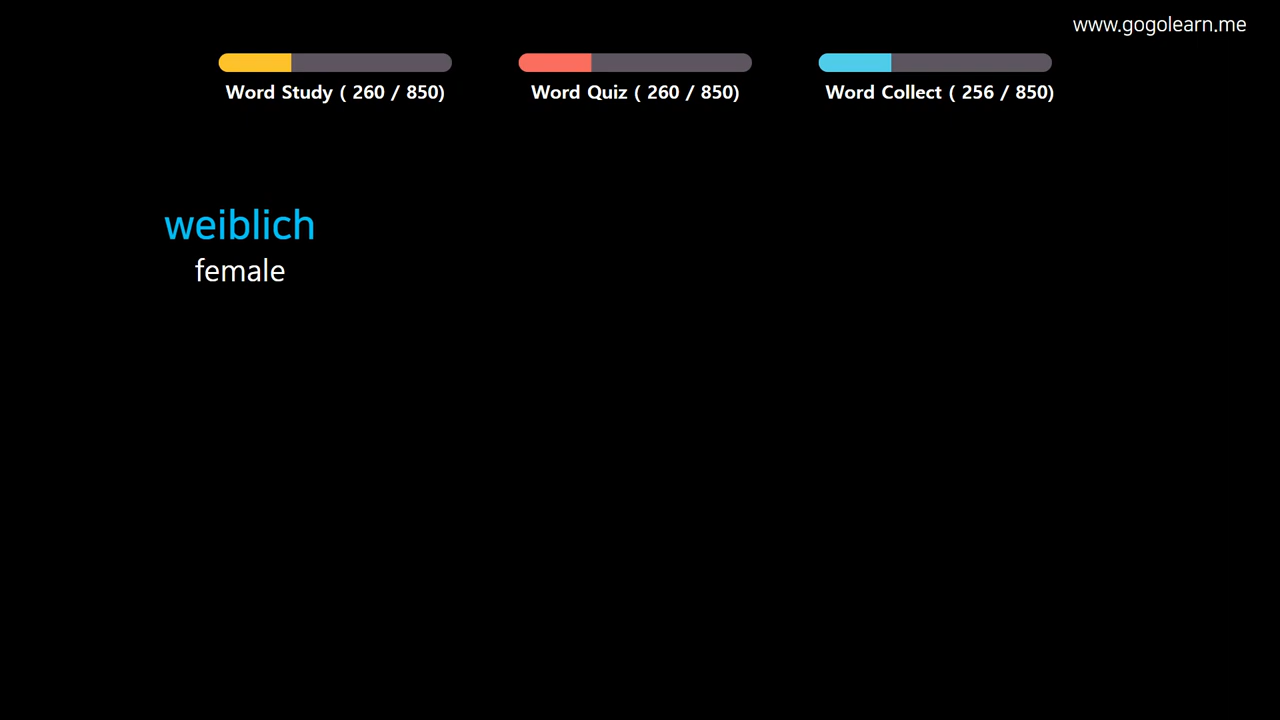 www.gogolearn.me
Word Study ( 260 / 850)
Word Quiz ( 260 / 850)
Word Collect ( 256 / 850)
weiblich
female